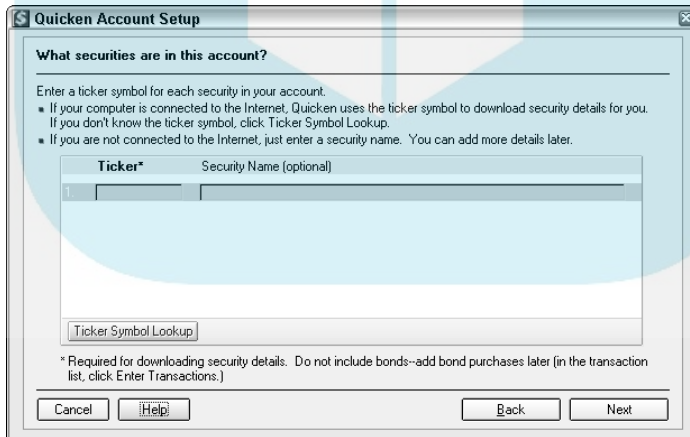 Quicken Account Setup
What securities are in this account?
Enter a ticker symbol for each security in your account.
If your computer is connected to the Internet, Quicken uses the ticker symbol to download security details for you.
If you don't know the ticker symbol, click Ticker Symbol Lookup.
If you are not connected to the Internet, just enter a security name. You can add more details later.
Ticker* Security Name (optional)
1.
Ticker Symbol Lookup
* Required for downloading security details. Do not include bonds--add bond purchases later (in the transaction
list, click Enter Transactions.)
Cancel Help Back Next